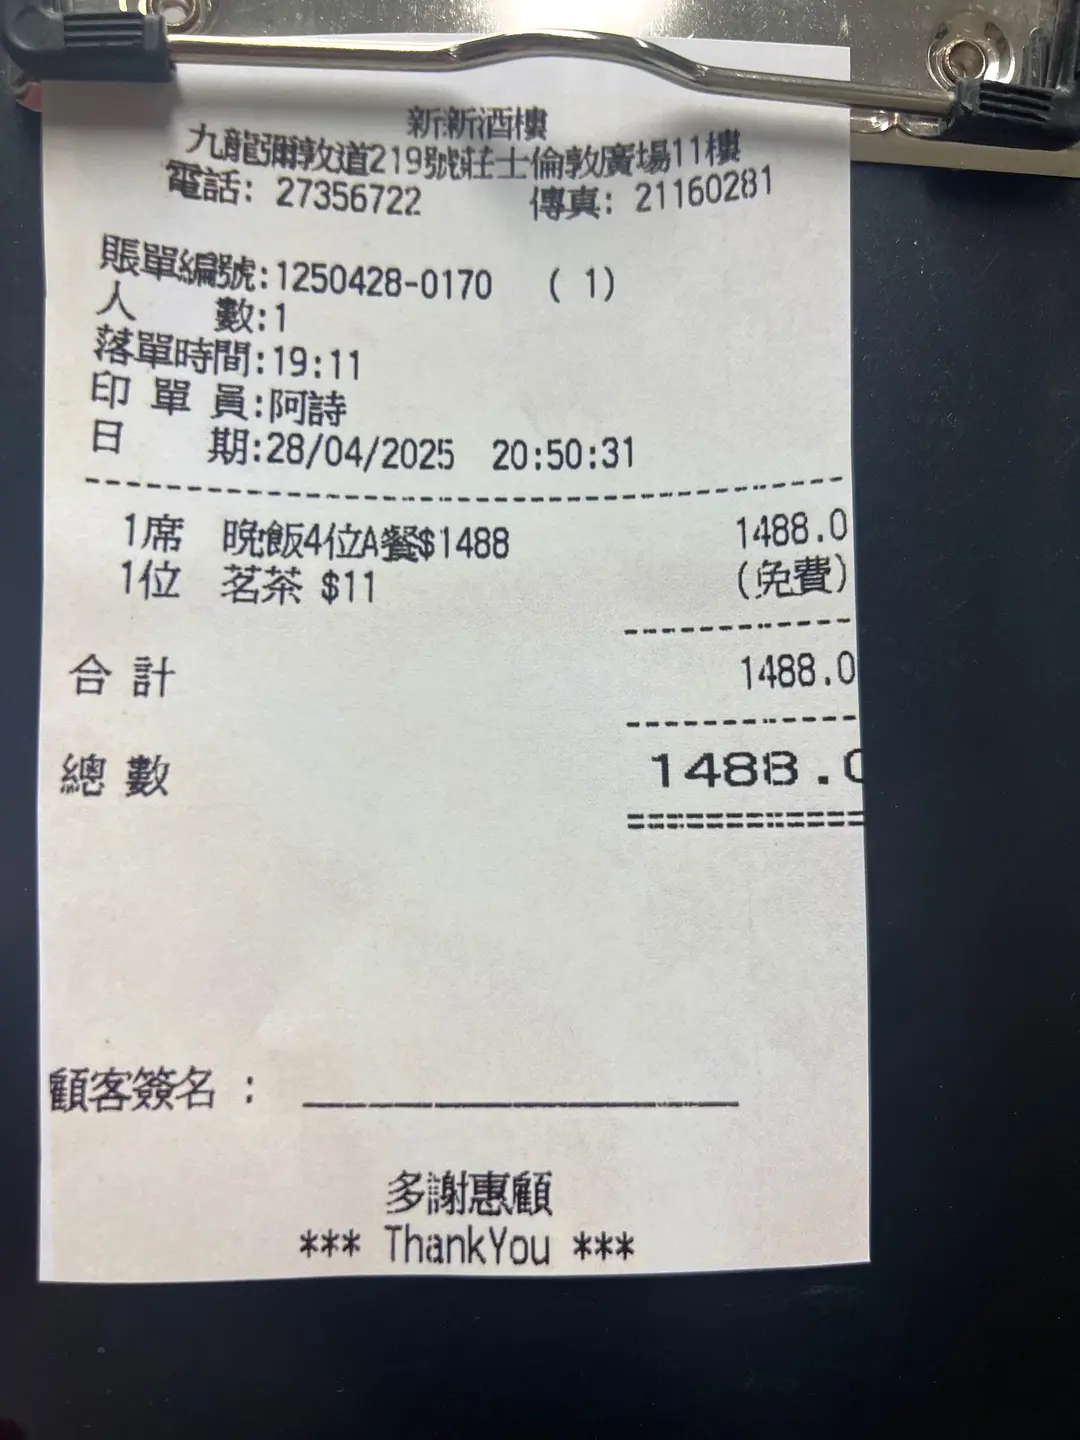 新新酒樓
九龍彌敦道219號莊士倫敦廣場11樓
電話: 27356722 傳真: 21160281
賬單編號:1250428-0170 ( 1)
人 數:1
落單時間:19:11
印 單 員:阿詩
日 期:28/04/2025 20:50:31
1席 晚飯4位A餐$1488 1488.0
1位 茗茶 $11 (免費)
合 計 1488.0
總 數 1488.0
顧客簽名 :
多謝惠顧
*** ThankYou ***